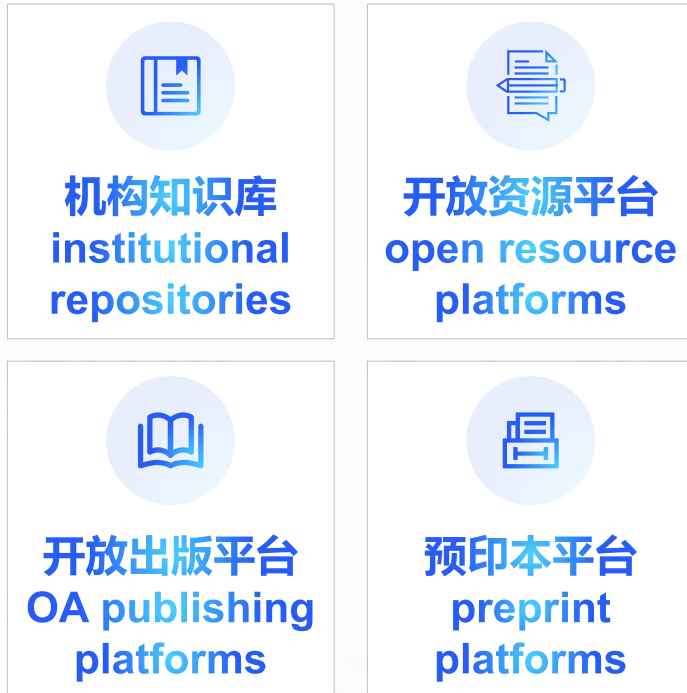 机构知识库
institutional
repositories
开放资源平台
open resource
platforms
开放出版平台
OA publishing
platforms
预印本平台
preprint
platforms